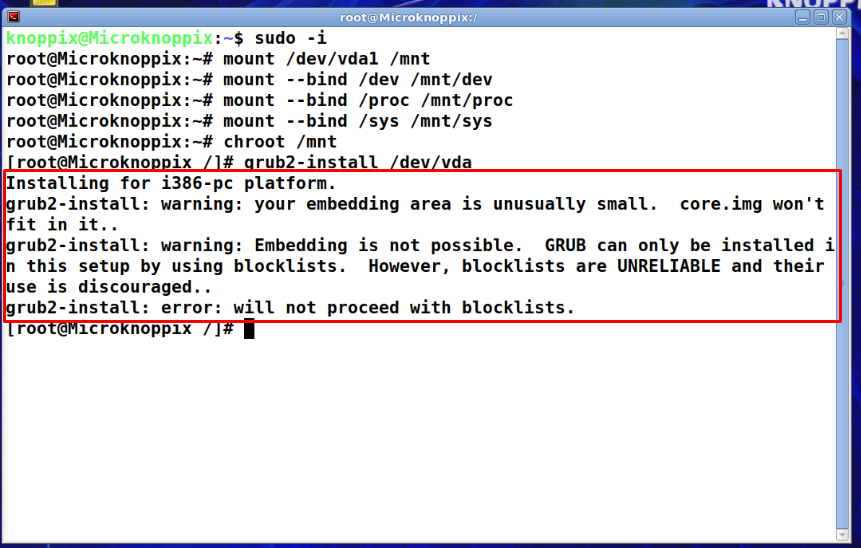 KNOPPI
root@Microknoppix:/
knoppix@Microknoppix:~$ sudo -i
root@Microknoppix:~# mount /dev/vda1 /mnt
root@Microknoppix:~# mount --bind /dev /mnt/dev
root@Microknoppix:~# mount --bind /proc /mnt/proc
root@Microknoppix:~# mount --bind /sys /mnt/sys
root@Microknoppix:~# chroot /mnt
[root@Microknoppix /]# grub2-install /dev/vda
Installing for i386-pc platform.
grub2-install: warning: your embedding area is unusually small.  core.img won't
fit in it..
grub2-install: warning: Embedding is not possible.  GRUB can only be installed i
n this setup by using blocklists.  However, blocklists are UNRELIABLE and their
use is discouraged..
grub2-install: error: will not proceed with blocklists.
[root@Microknoppix /]#